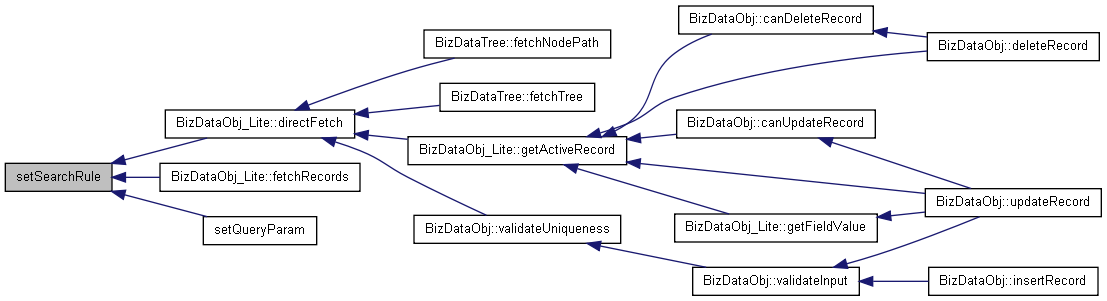 BizDataObj::canDeleteRecord
BizDataTree::fetchNodePath
BizDataObj::deleteRecord
BizDataTree::fetchTree
BizDataObj_Lite::directFetch
BizDataObj::canUpdateRecord
BizDataObj_Lite::getActiveRecord
setSearchRule
BizDataObj_Lite::fetchRecords
BizDataObj::updateRecord
setQueryParam
BizDataObj::validateUniqueness
BizDataObj_Lite::getFieldValue
BizDataObj::validateInput
BizDataObj::insertRecord